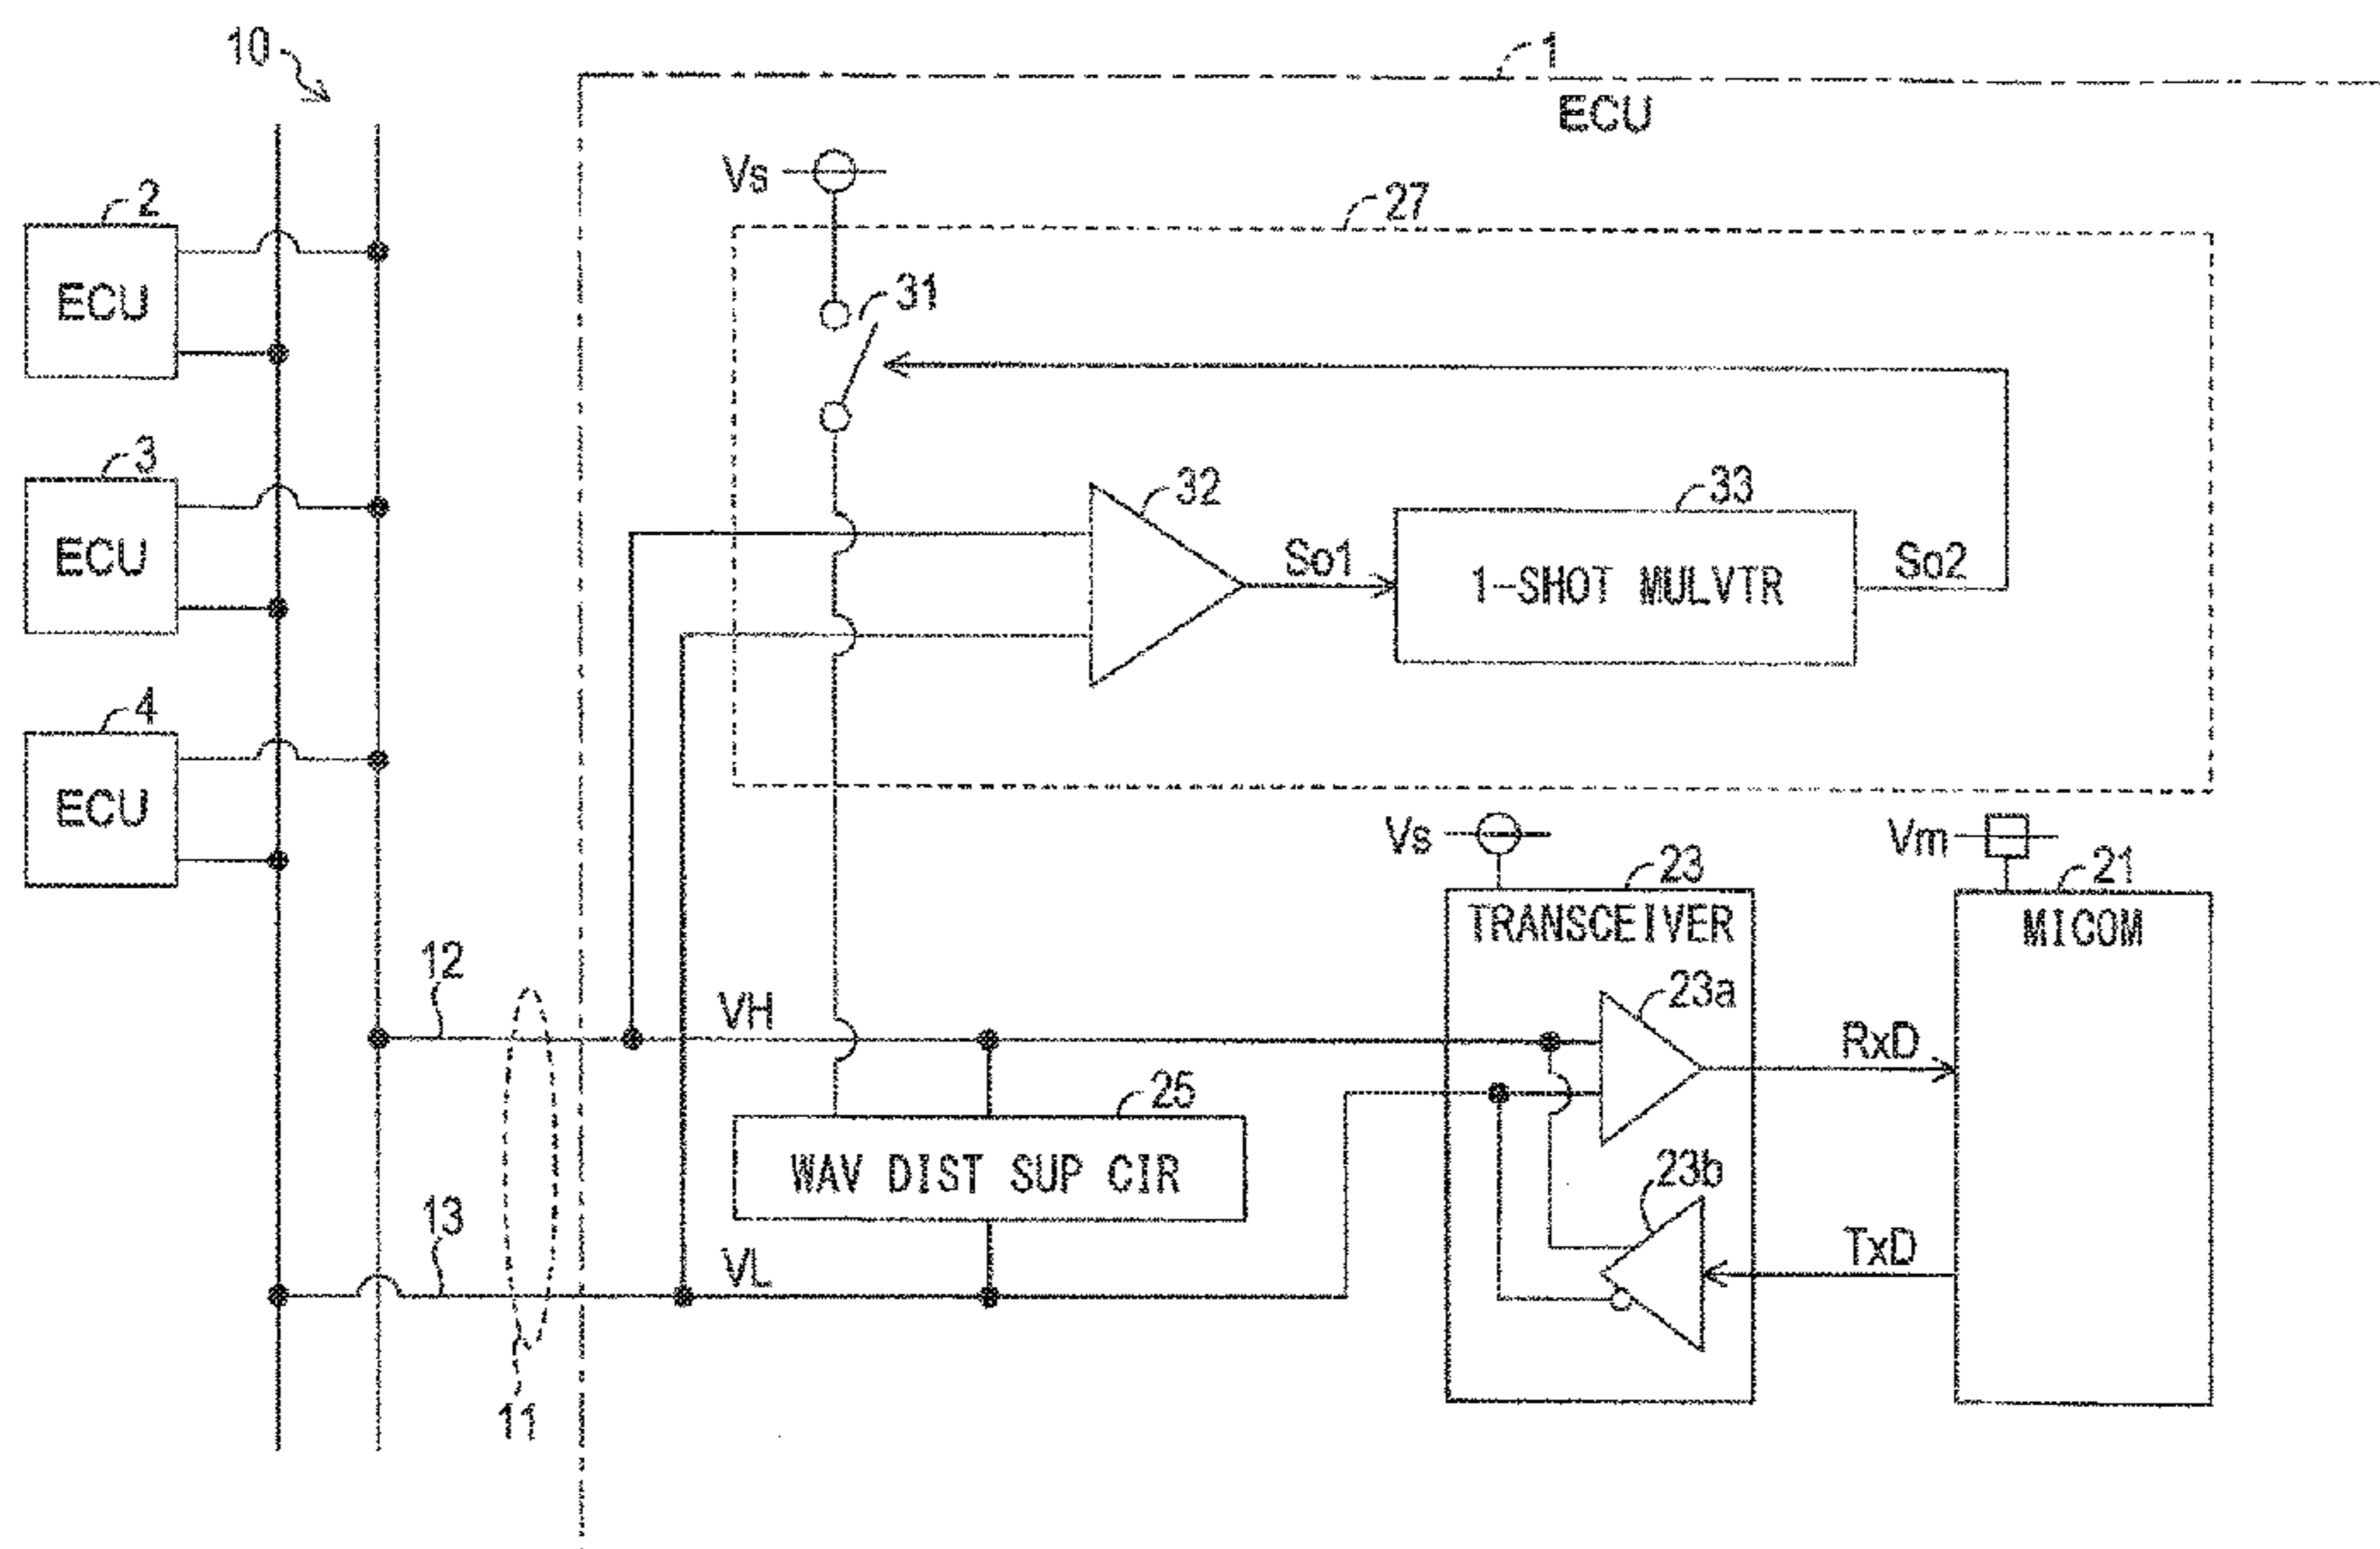 10
1
ECU
Vs
27
2
ECU
31
3
ECU
32
33
So1
1-SHOT MULVTR
So2
4
ECU
Vs
Vm
23
21
TRANSCEIVER
MICOM
12
VH
23a
RxD
25
WAV DIST SUP CIR
23b
13
VL
TxD
11